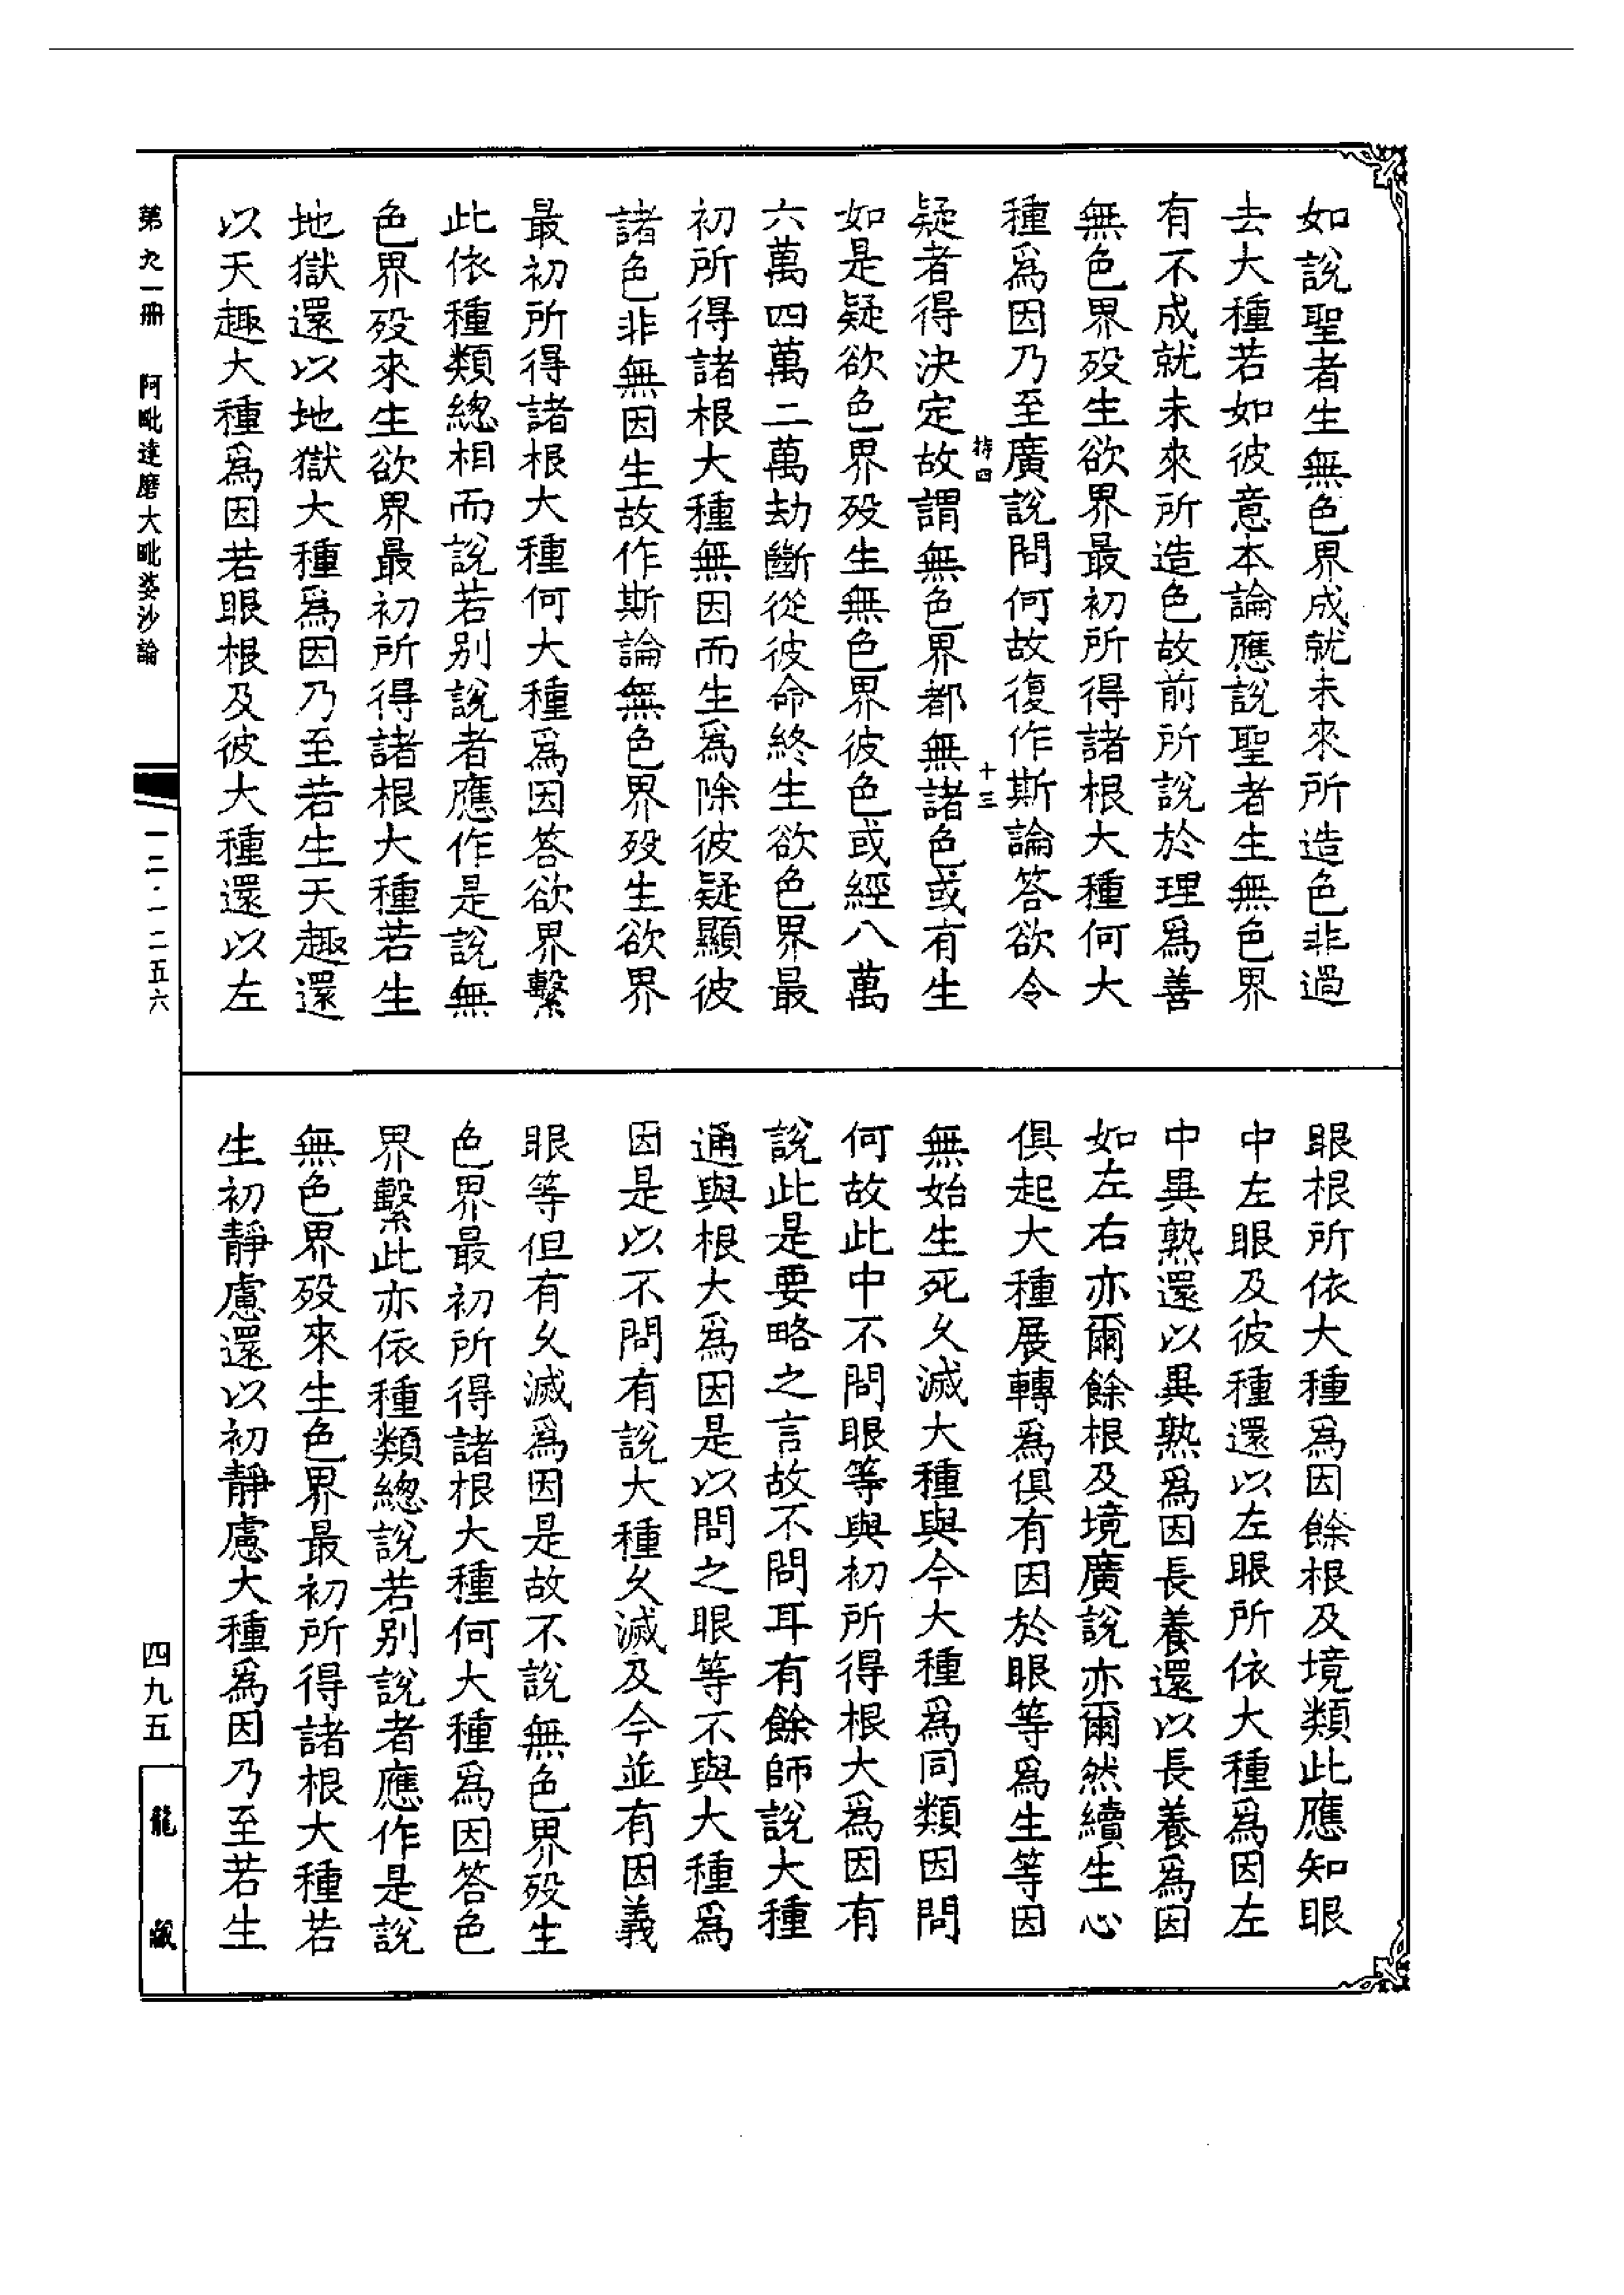 如說聖者生無色界成就未來所造色非過
去大種若如彼意本論應說聖者生無色界
有不成就未來所造色故前所說於理爲善
無色界歿生欲界最初所得諸根大種何大
種爲因乃至廣說問何故復作斯論答欲令
持四 十三
疑者得決定故謂無色界都無諸色或有生
如是疑欲色界歿生無色界彼色或經八萬
六萬四萬二萬劫斷從彼命終生欲色界最
初所得諸根大種無因而生爲除彼疑顯彼
諸色非無因生故作斯論無色界歿生欲界
最初所得諸根大種何大種爲因答欲界繫
此依種類總相而說若別說者應作是說無
色界歿來生欲界最初所得諸根大種若生
地獄還以地獄大種爲因乃至若生天趣還
以天趣大種爲因若眼根及彼大種還以左
眼根所依大種爲因餘根及境類此應知眼
中左眼及彼種還以左眼所依大種爲因左
中異熟還以異熟爲因長養還以長養爲因
如左右亦爾餘根及境廣說亦爾然續生心
俱起大種展轉爲俱有因於眼等爲生等因
無始生死久滅大種與今大種爲同類因問
何故此中不問眼等與初所得根大爲因有
說此是要略之言故不問耳有餘師說大種
通與根大爲因是以問之眼等不與大種爲
因是以不問有說大種久滅及今並有因義
眼等但有久滅爲因是故不說無色界歿生
色界最初所得諸根大種何大種爲因答色
界繫此亦依種類總說若別說者應作是說
無色界歿來生色界最初所得諸根大種若
生初靜慮還以初靜慮大種爲因乃至若生
第九一冊 阿毗達磨大毗婆沙論
一二·一二五六
四九五
龍藏